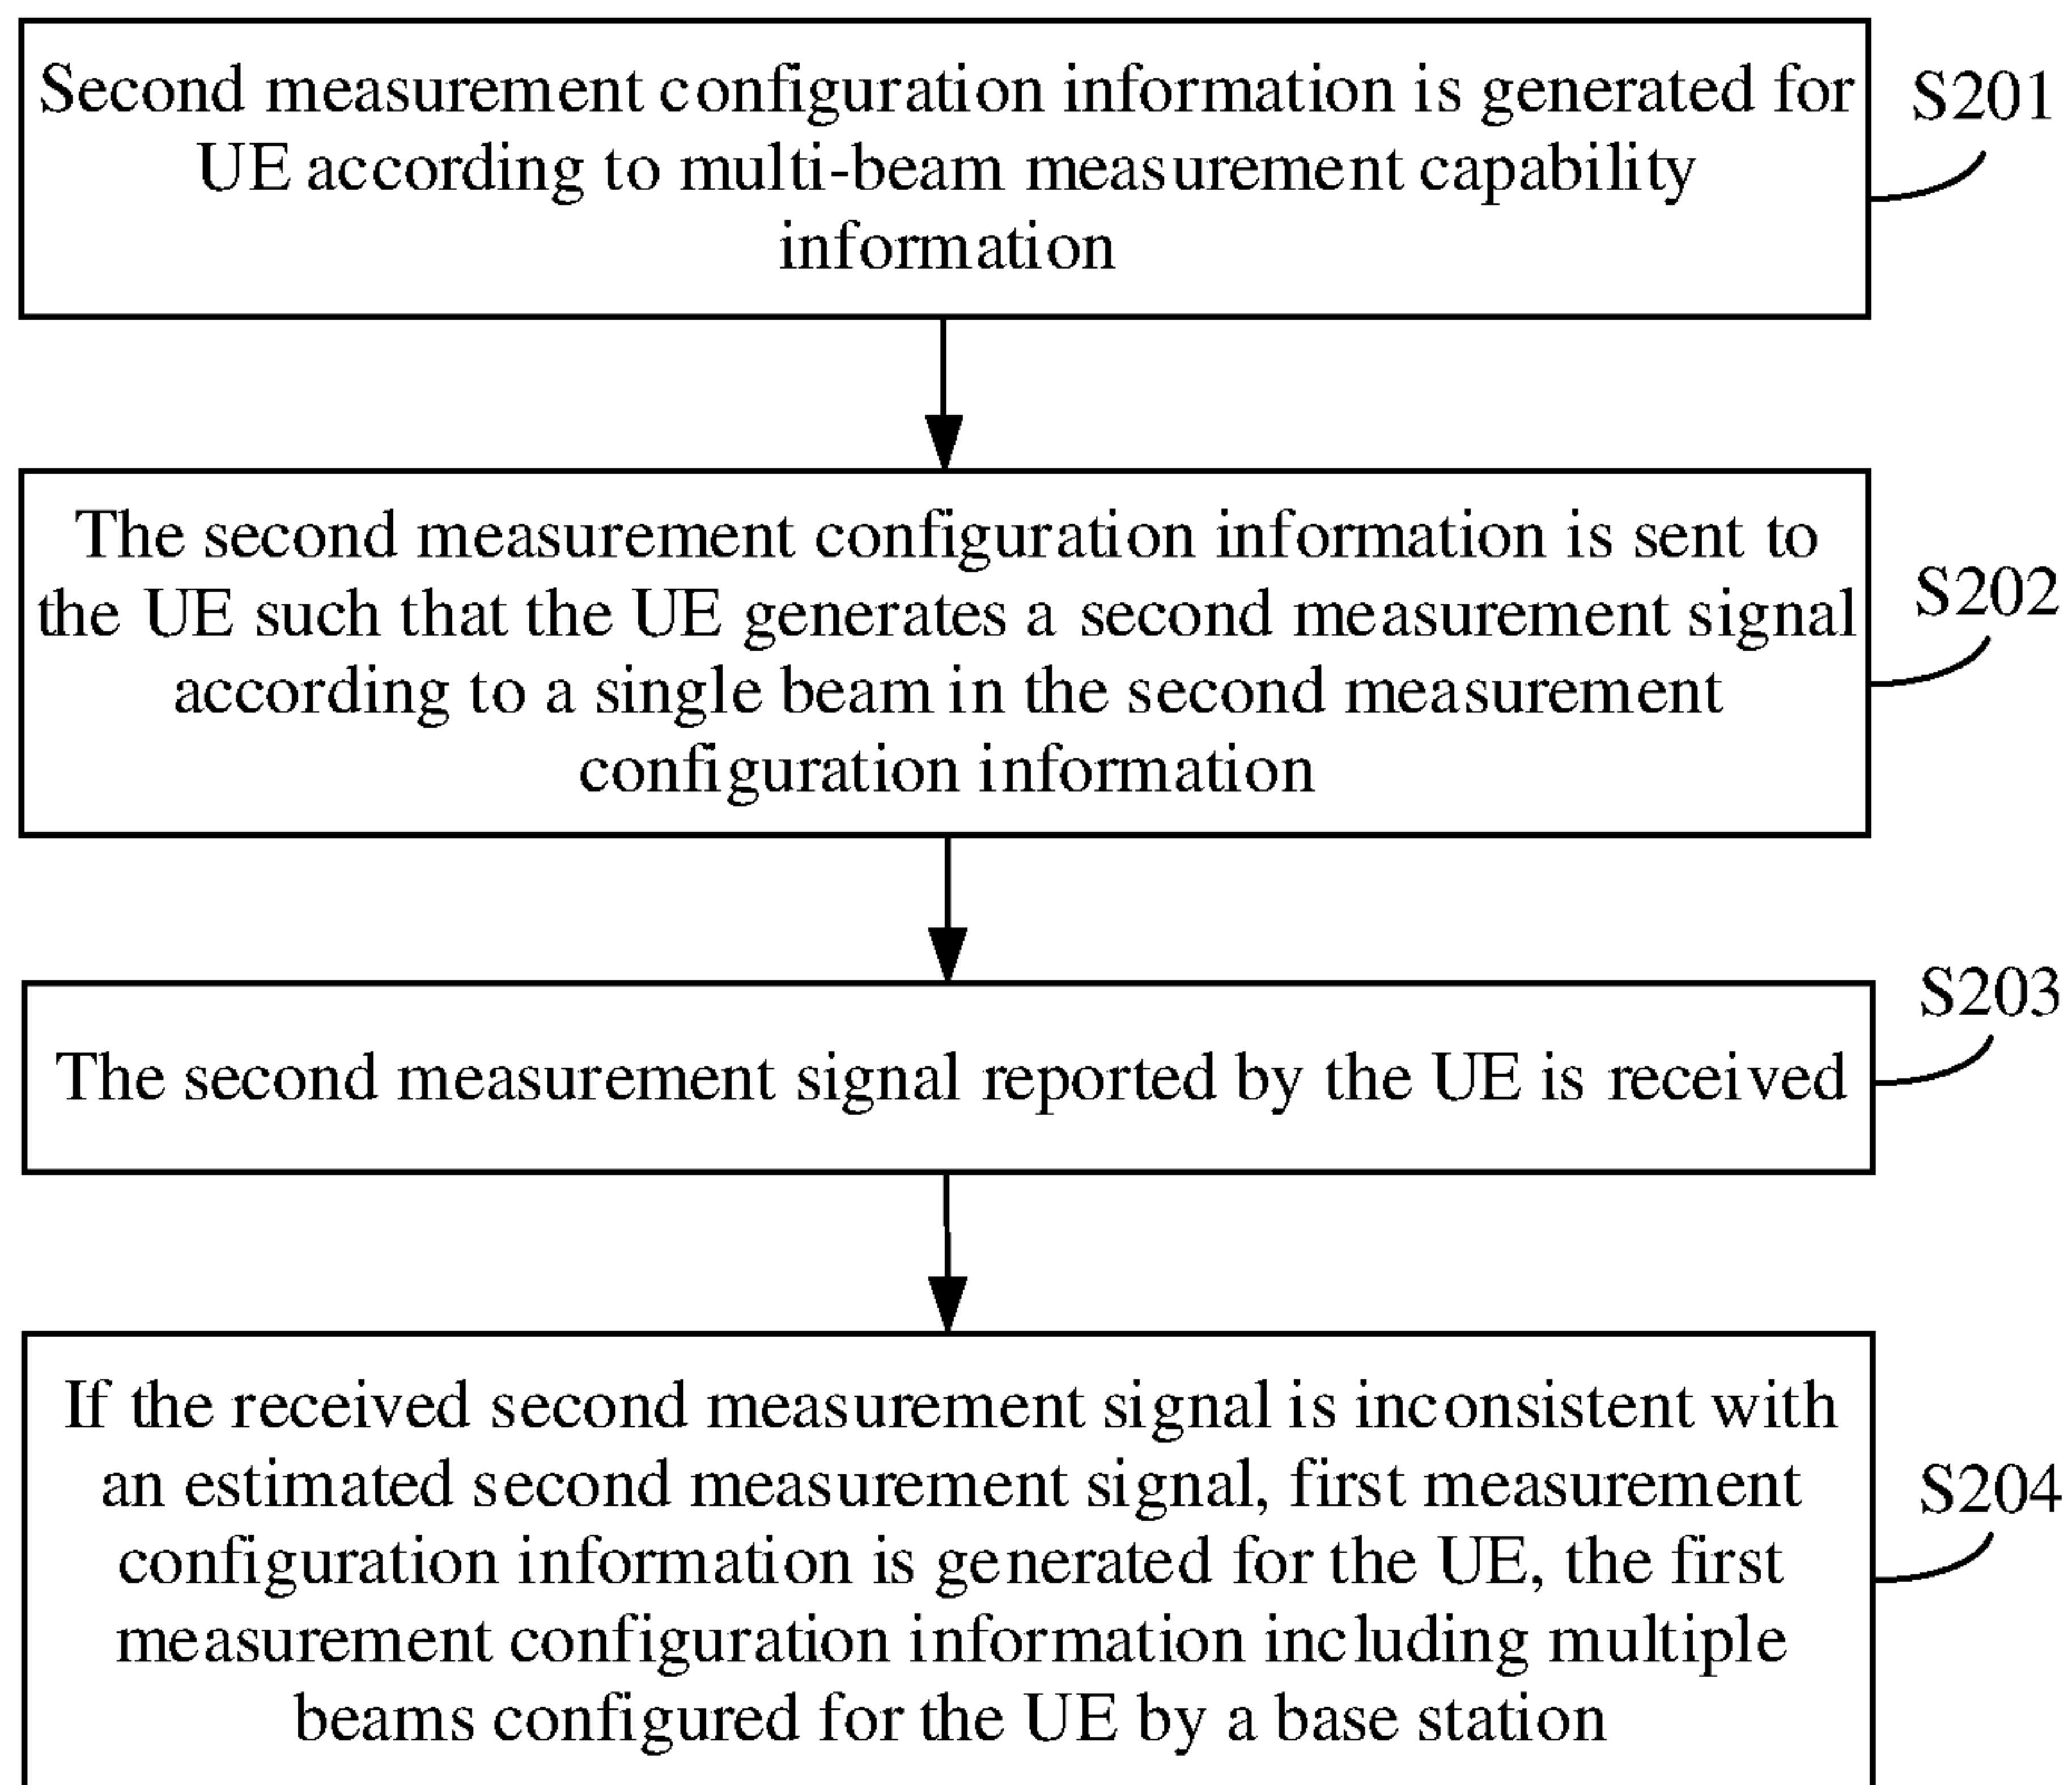 Second measurement configuration information is generated for
UE according to multi-beam measurement capability
information
S201
The second measurement configuration information is sent to
the UE such that the UE generates a second measurement signal
according to a single beam in the second measurement
configuration information
S202
The second measurement signal reported by the UE is received
S203
If the received second measurement signal is inconsistent with
an estimated second measurement signal, first measurement
configuration information is generated for the UE, the first
measurement configuration information including multiple
beams configured for the UE by a base station
S204